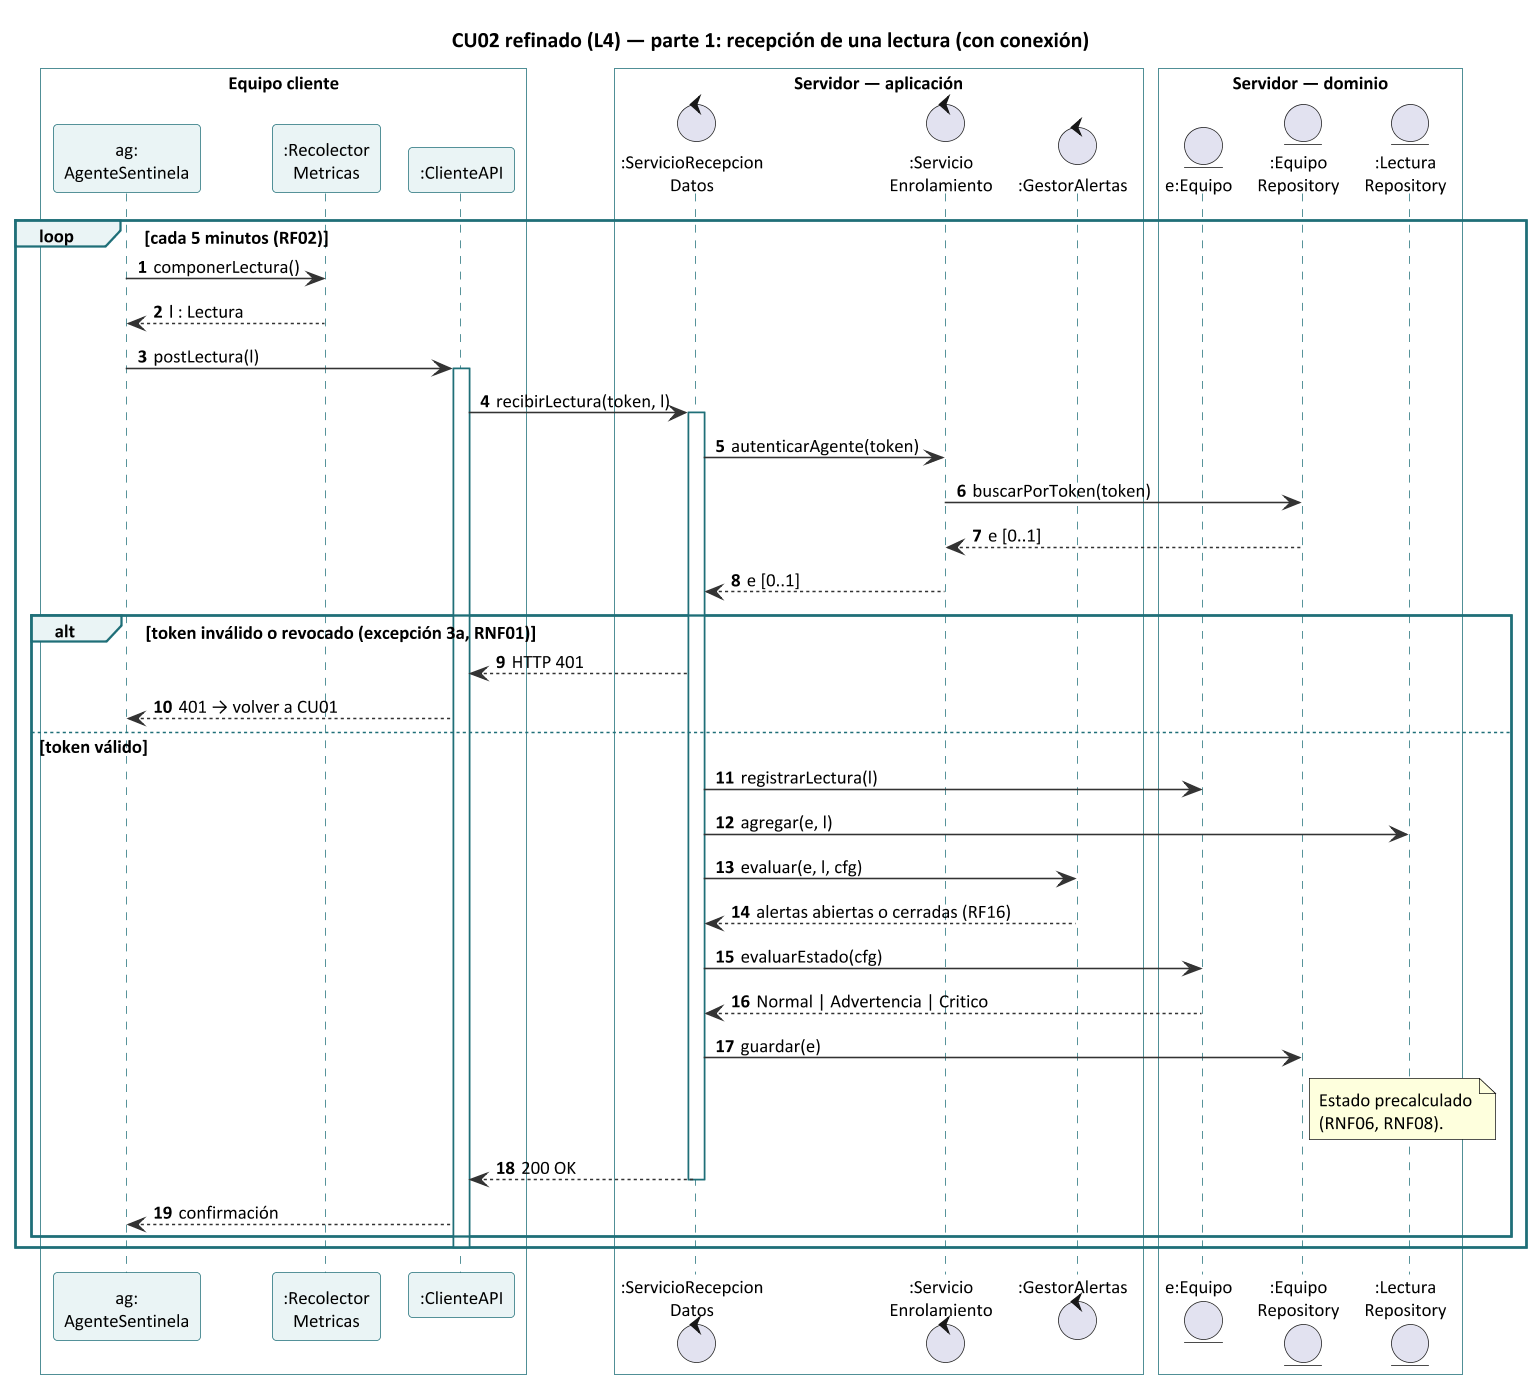 CU02 refinado (L4) — parte 1: recepción de una lectura (con conexión)
Equipo cliente
Servidor — aplicación
Servidor — dominio
ag:
AgenteSentinela
:Recolector
Metricas
:ClienteAPI
:ServicioRecepcion
Datos
:Servicio
Enrolamiento
:GestorAlertas
e:Equipo
:Equipo
Repository
:Lectura
Repository
loop
[cada 5 minutos (RF02)]
1 componerLectura()
2 l : Lectura
3 postLectura(l)
4 recibirLectura(token, l)
5 autenticarAgente(token)
6 buscarPorToken(token)
7 e [0..1]
8 e [0..1]
alt
[token inválido o revocado (excepción 3a, RNF01)]
9 HTTP 401
10 401 → volver a CU01
[token válido]
11 registrarLectura(l)
12 agregar(e, l)
13 evaluar(e, l, cfg)
14 alertas abiertas o cerradas (RF16)
15 evaluarEstado(cfg)
16 Normal | Advertencia | Critico
17 guardar(e)
Estado precalculado
(RNF06, RNF08).
18 200 OK
19 confirmación
ag:
AgenteSentinela
:Recolector
Metricas
:ClienteAPI
:ServicioRecepcion
Datos
:Servicio
Enrolamiento
:GestorAlertas
e:Equipo
:Equipo
Repository
:Lectura
Repository